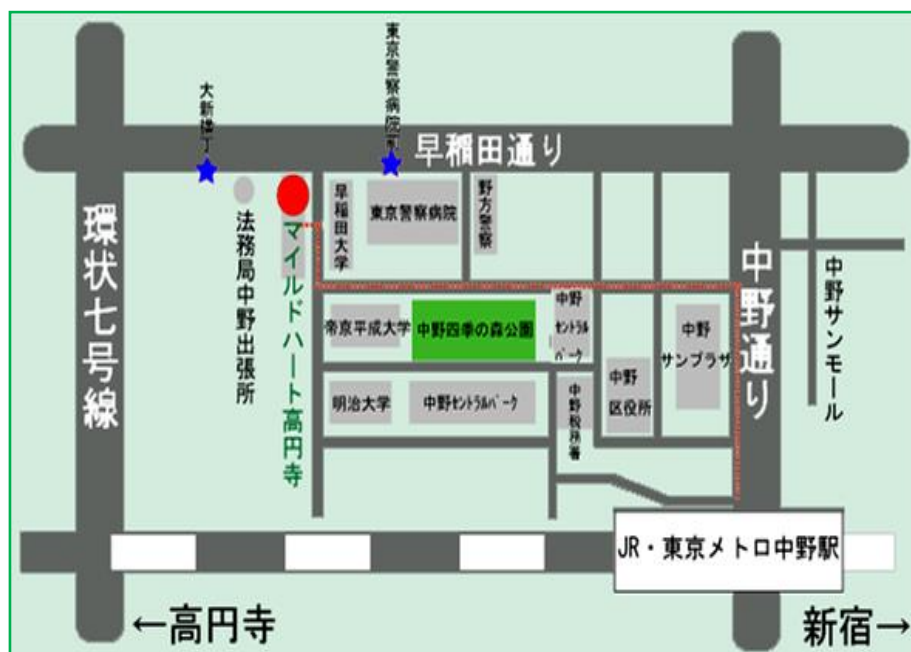 大新横丁
東京警察病院前
早稲田通り
環状七号線
法務局中野出張所
マイルドハート高円寺
早稲田大学
東京警察病院
野方警察
中野通り
中野サンモール
帝京平成大学
中野四季の森公園
中野
セントラル
パーク
中野
サンプラザ
中野
区役所
明治大学
中野セントラルパーク
中野税務署
JR・東京メトロ中野駅
←高円寺
新宿→